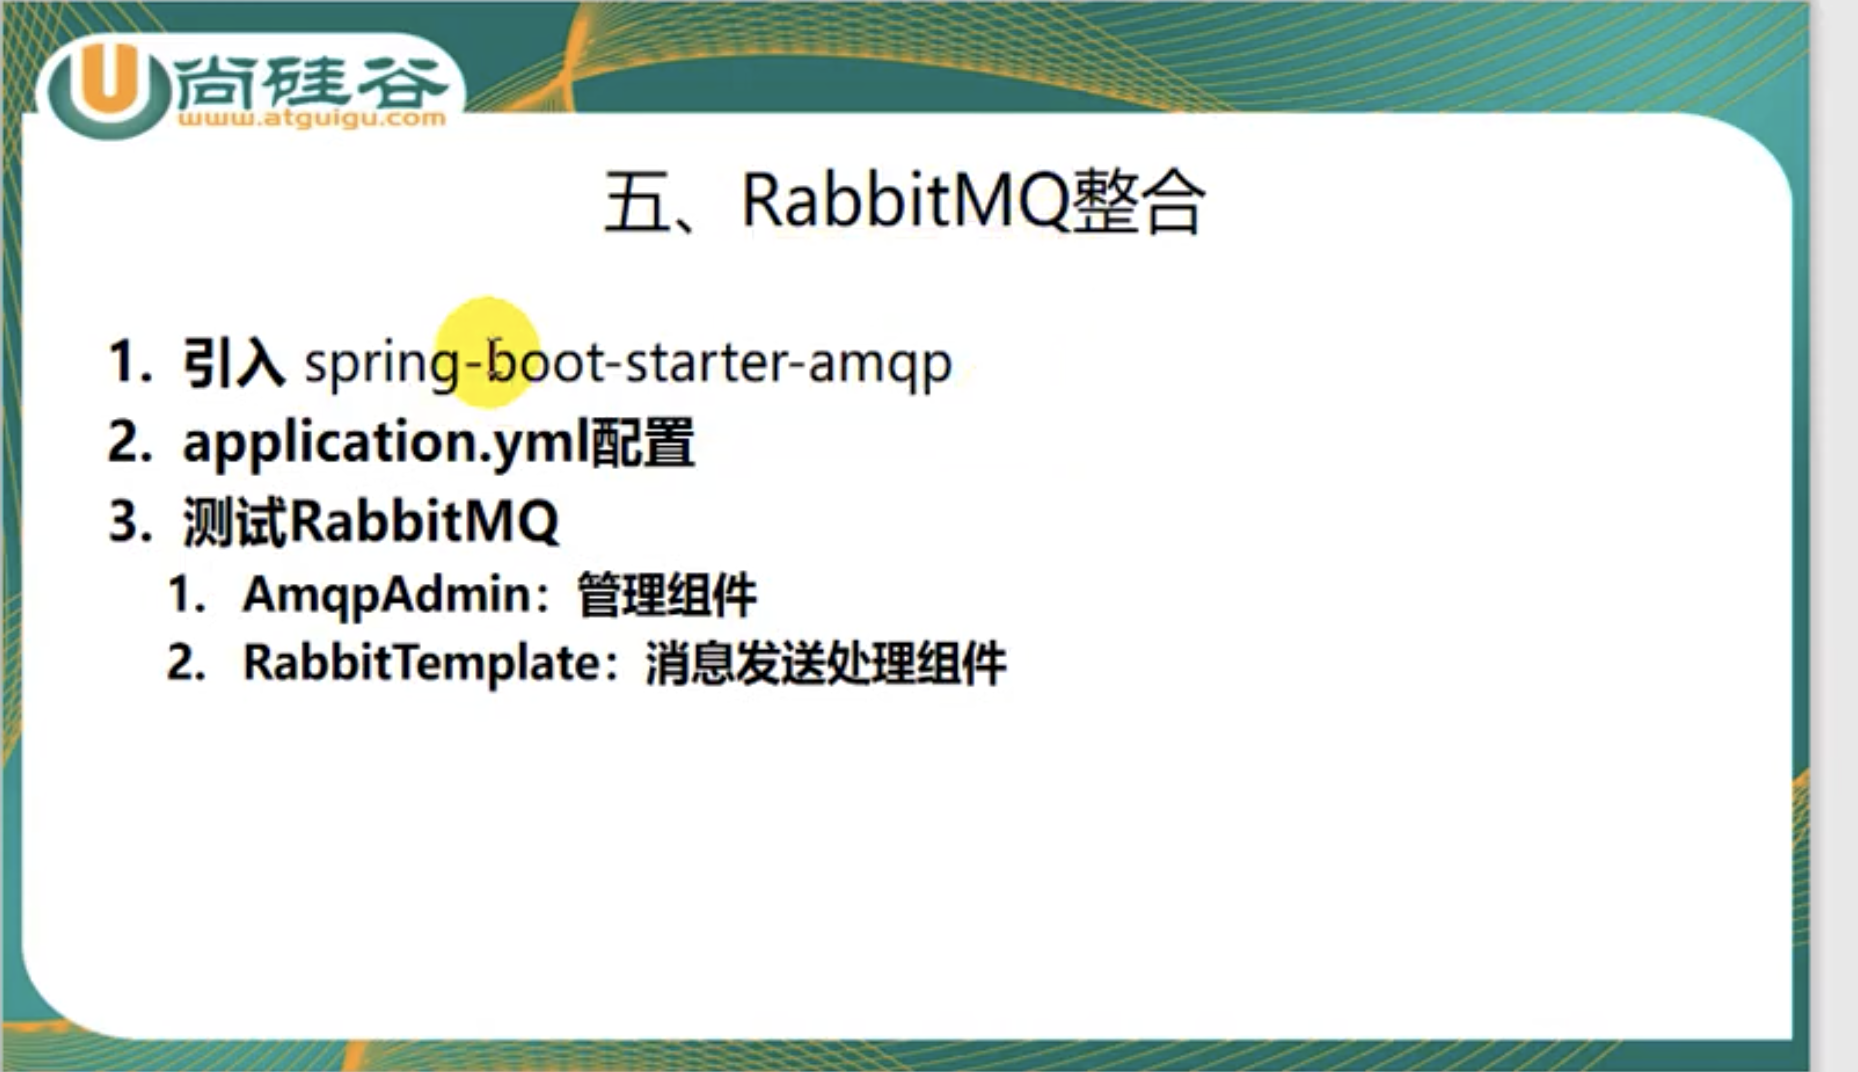 尚硅谷
www.atguigu.com
五、RabbitMQ整合
1. 引入 spring-boot-starter-amqp
2. application.yml配置
3. 测试RabbitMQ
1. AmqpAdmin：管理组件
2. RabbitTemplate：消息发送处理组件